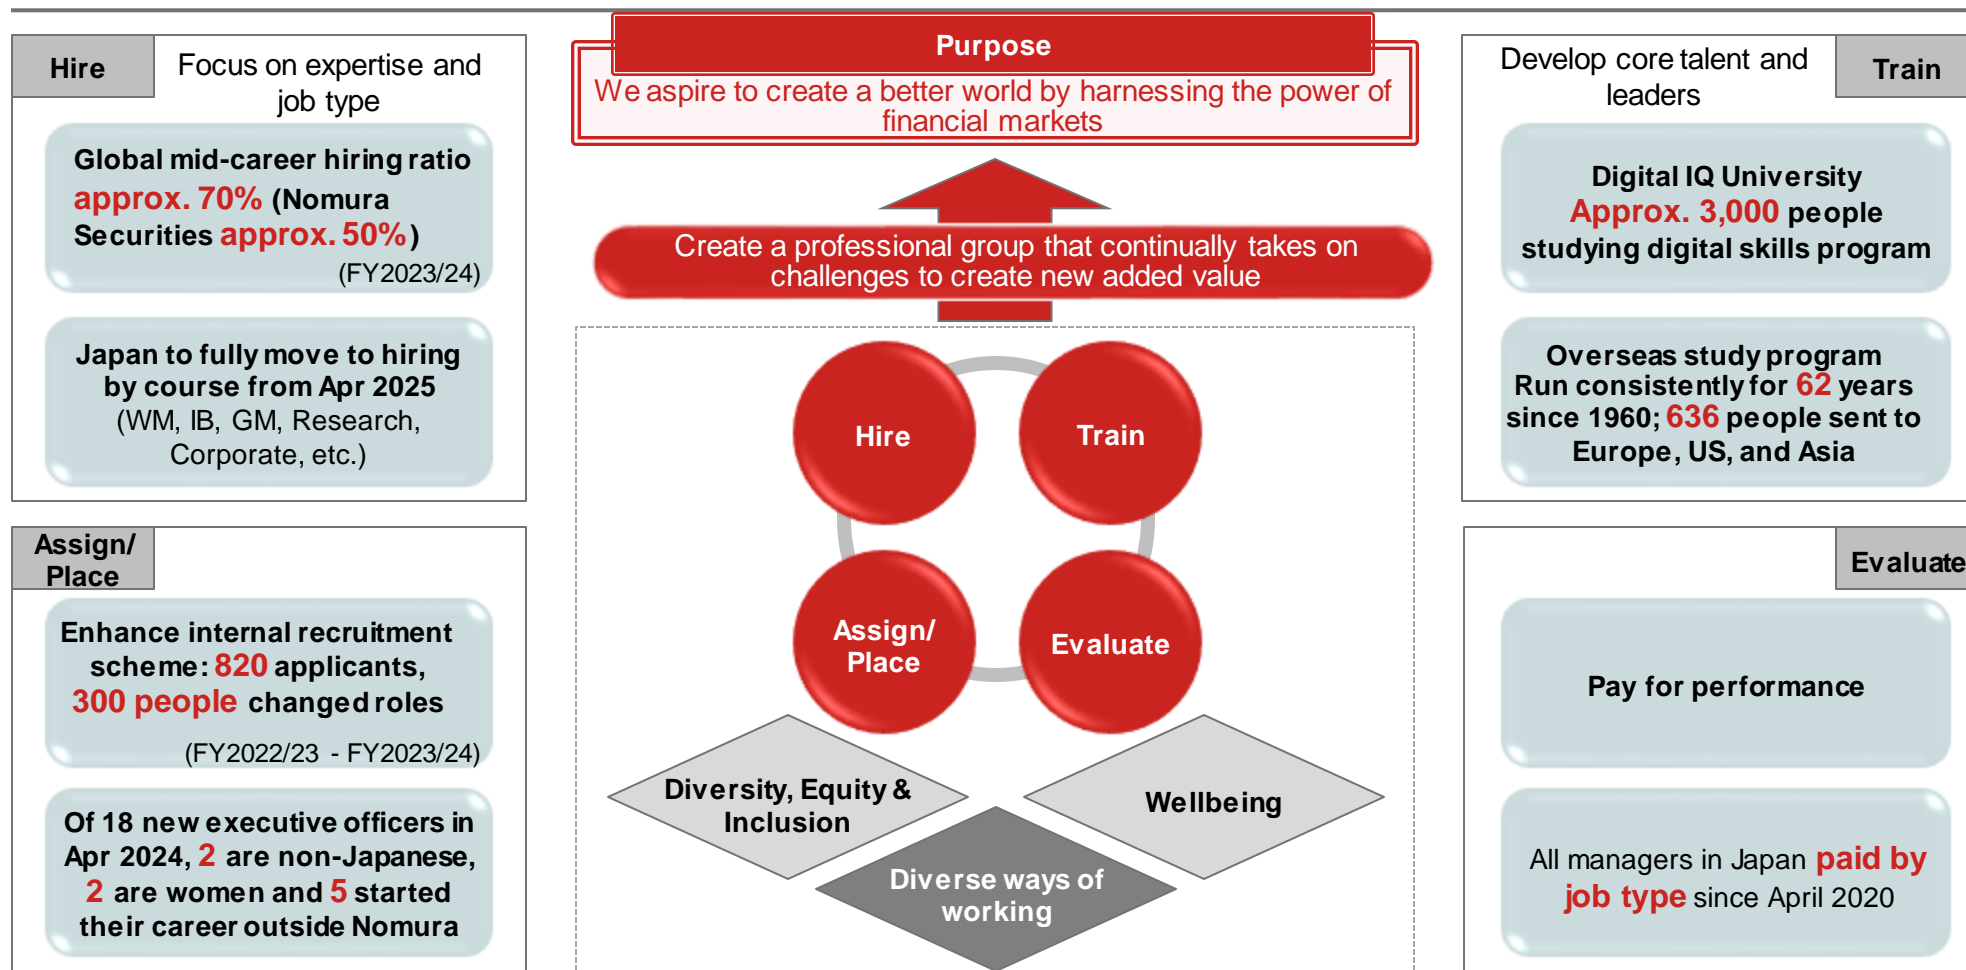 Hire
Focus on expertise and
job type
Global mid-career hiring ratio
approx. 70% (Nomura
Securities approx. 50%)
(FY2023/24)
Japan to fully move to hiring
by course from Apr 2025
(WM, IB, GM, Research,
Corporate, etc.)
Assign/
Place
Enhance internal recruitment
scheme: 820 applicants,
300 people changed roles
(FY2022/23 - FY2023/24)
Of 18 new executive officers in
Apr 2024, 2 are non-Japanese,
2 are women and 5 started
their career outside Nomura
Purpose
We aspire to create a better world by harnessing the power of
financial markets
Create a professional group that continually takes on
challenges to create new added value
Hire
Train
Assign/
Place
Evaluate
Diversity, Equity &
Inclusion
Wellbeing
Diverse ways of
working
Develop core talent and
leaders
Train
Digital IQ University
Approx. 3,000 people
studying digital skills program
Overseas study program
Run consistently for 62 years
since 1960; 636 people sent to
Europe, US, and Asia
Evaluate
Pay for performance
All managers in Japan paid by
job type since April 2020